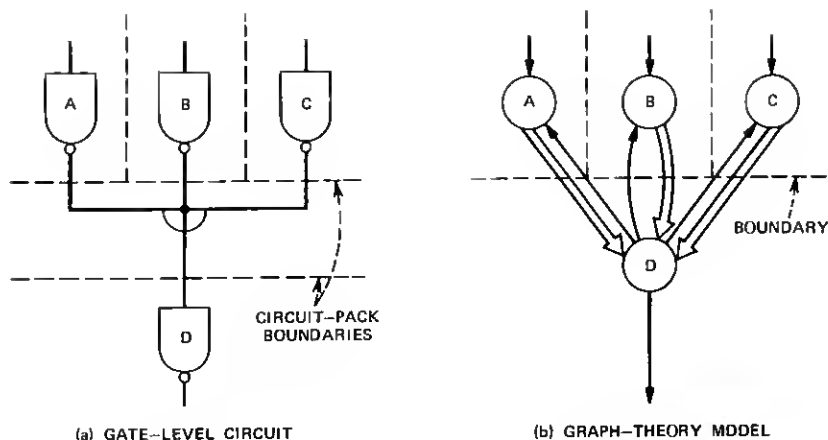 A
B
C
D
CIRCUIT-PACK
BOUNDARIES
(a) GATE-LEVEL CIRCUIT
A
B
C
BOUNDARY
D
(b) GRAPH-THEORY MODEL